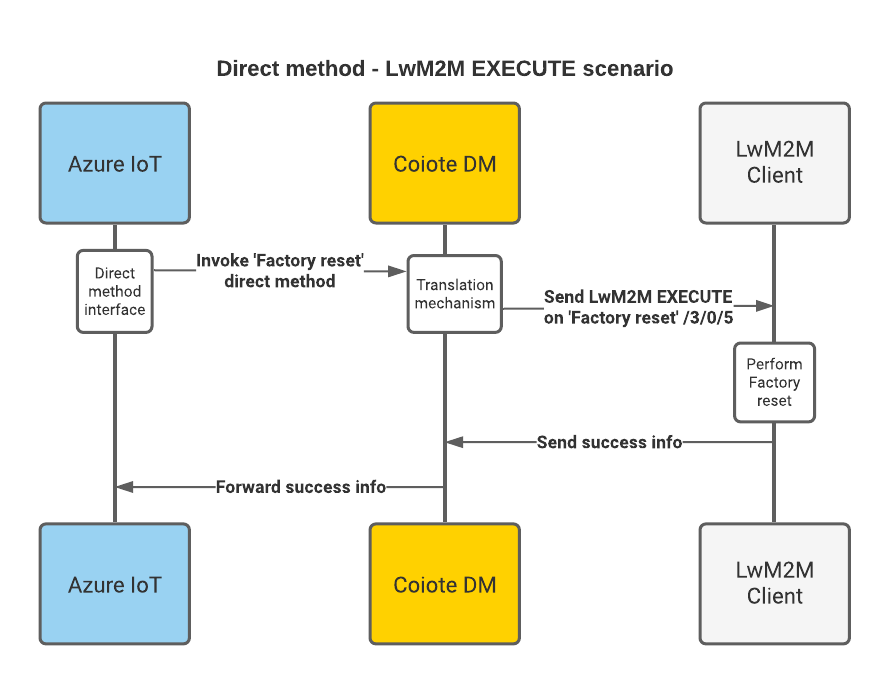 Direct method - LwM2M EXECUTE scenario
Azure IoT
Coiote DM
LwM2M
Client
Direct
method
interface
Invoke 'Factory reset'
direct method
Translation
mechanism
Send LwM2M EXECUTE
on 'Factory reset' /3/0/5
Perform
Factory
reset
Send success info
Forward success info
Azure IoT
Coiote DM
LwM2M
Client